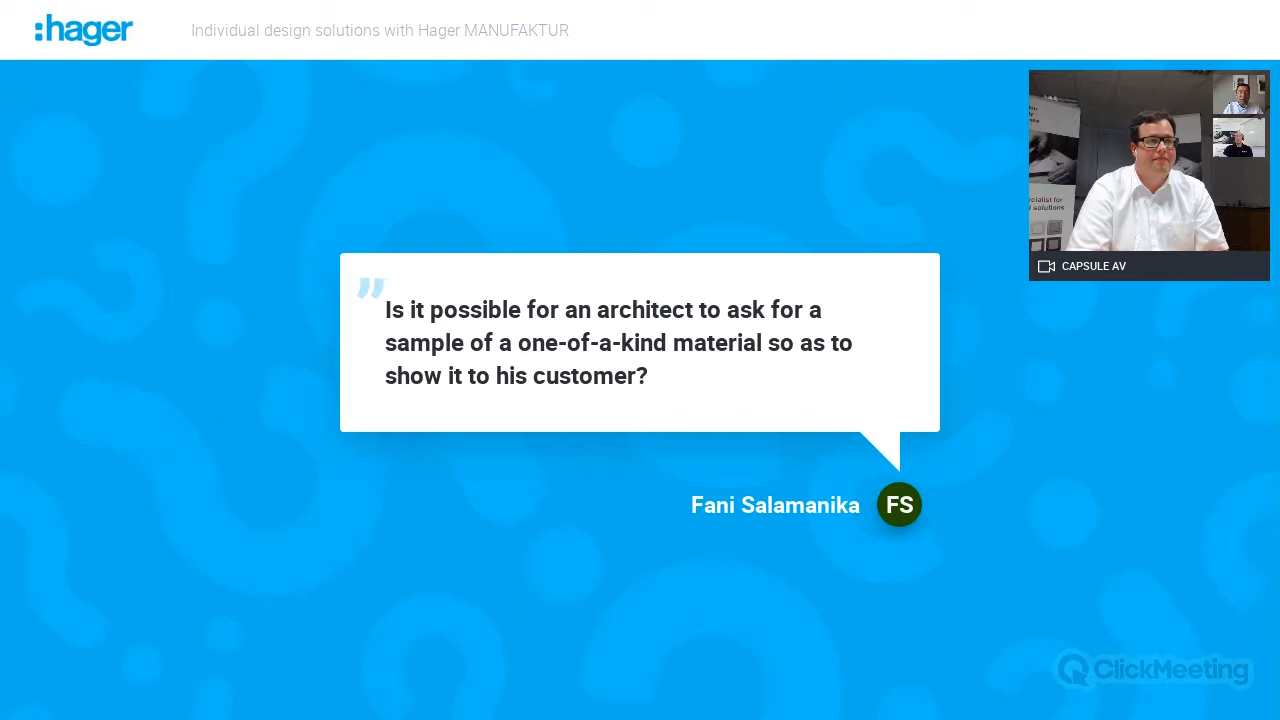 :hager
Individual design solutions with Hager MANUFAKTUR
"
Is it possible for an architect to ask for a
sample of a one-of-a-kind material so as to
show it to his customer?
Fani Salamanika
FS
CAPSULE AV
ClickMeeting